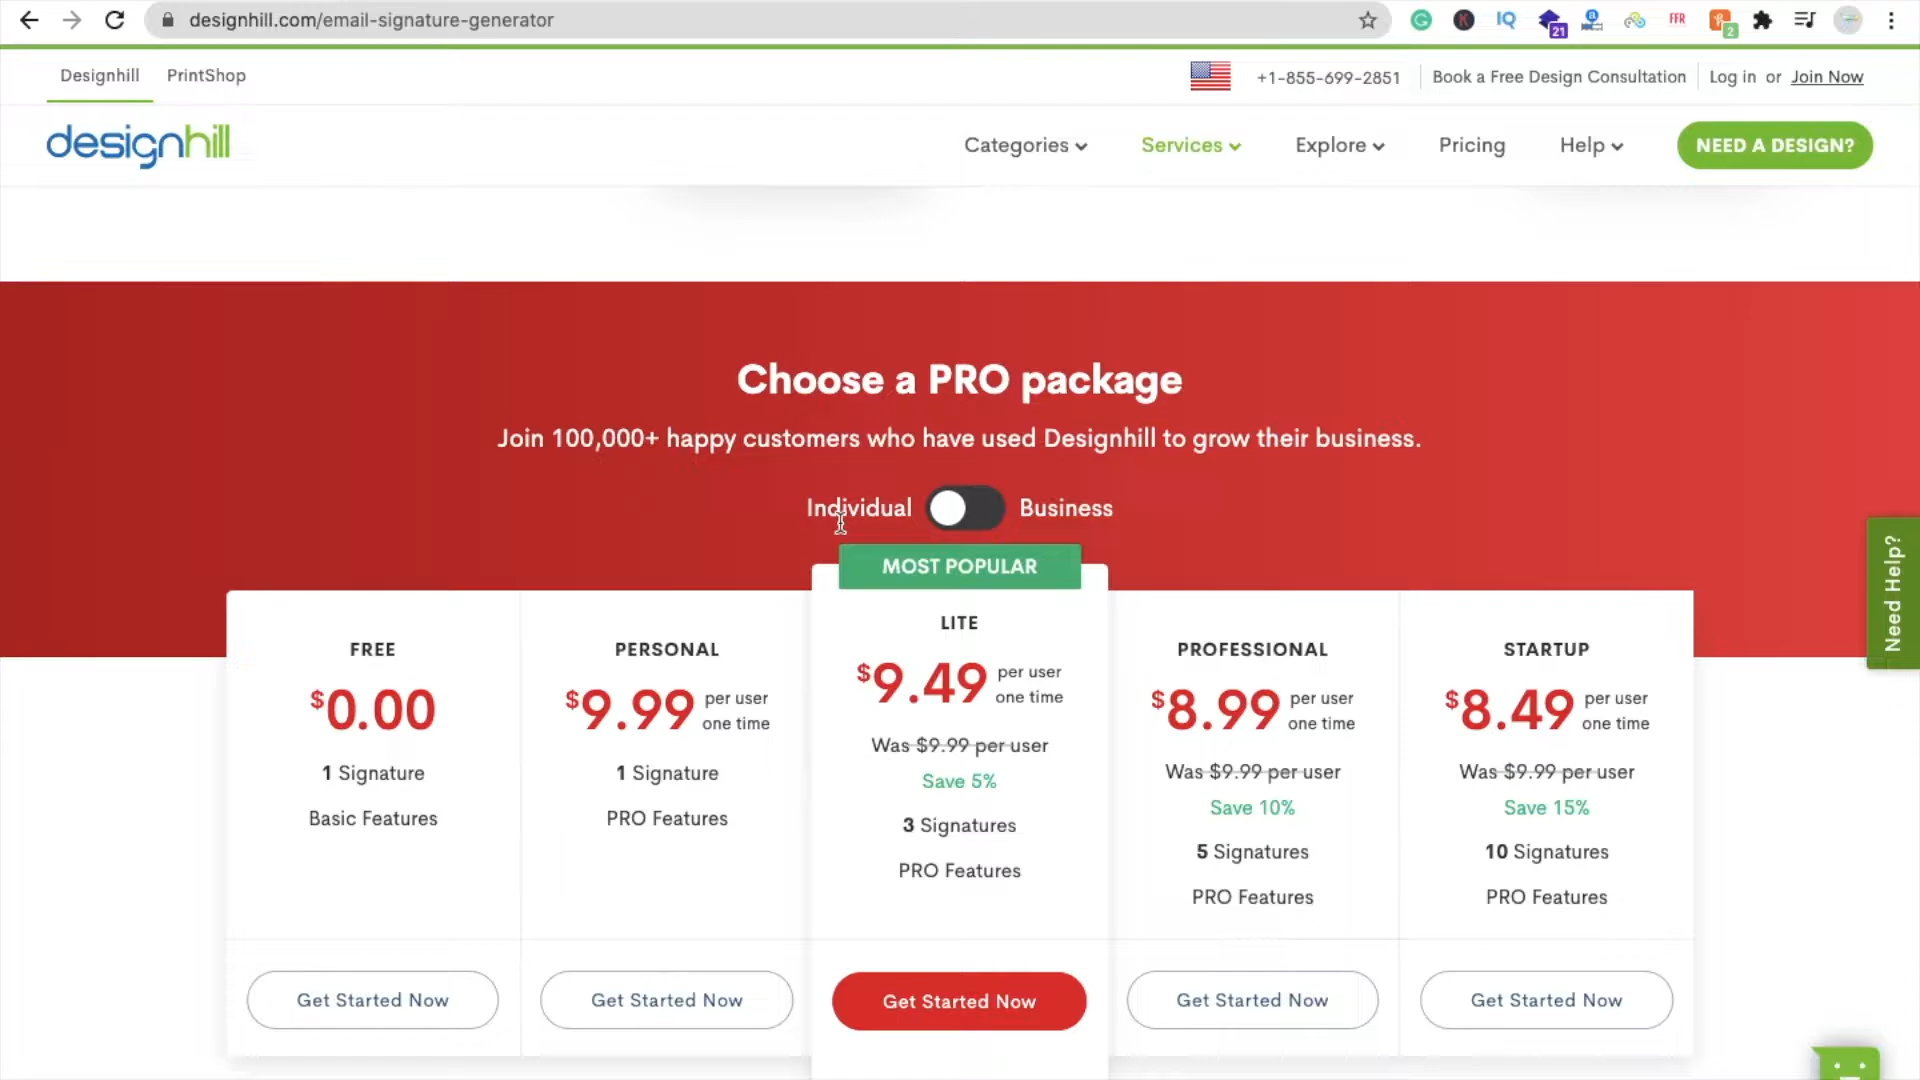 designhill.com/email-signature-generator
K
IQ
21
a
FFR
2
Designhill PrintShop
+1-855-699-2851 Book a Free Design Consultation Log in or Join Now
designhill
Categories Services Explore Pricing Help NEED A DESIGN?
Choose a PRO package
Join 100,000+ happy customers who have used Designhill to grow their business.
Individual Business
MOST POPULAR
FREE
$0.00
1 Signature
Basic Features
Get Started Now
PERSONAL
$9.99 per user
one time
1 Signature
PRO Features
Get Started Now
LITE
$9.49 per user
one time
Was $9.99 per user
Save 5%
3 Signatures
PRO Features
Get Started Now
PROFESSIONAL
$8.99 per user
one time
Was $9.99 per user
Save 10%
5 Signatures
PRO Features
Get Started Now
STARTUP
$8.49 per user
one time
Was $9.99 per user
Save 15%
10 Signatures
PRO Features
Get Started Now
Need Help?